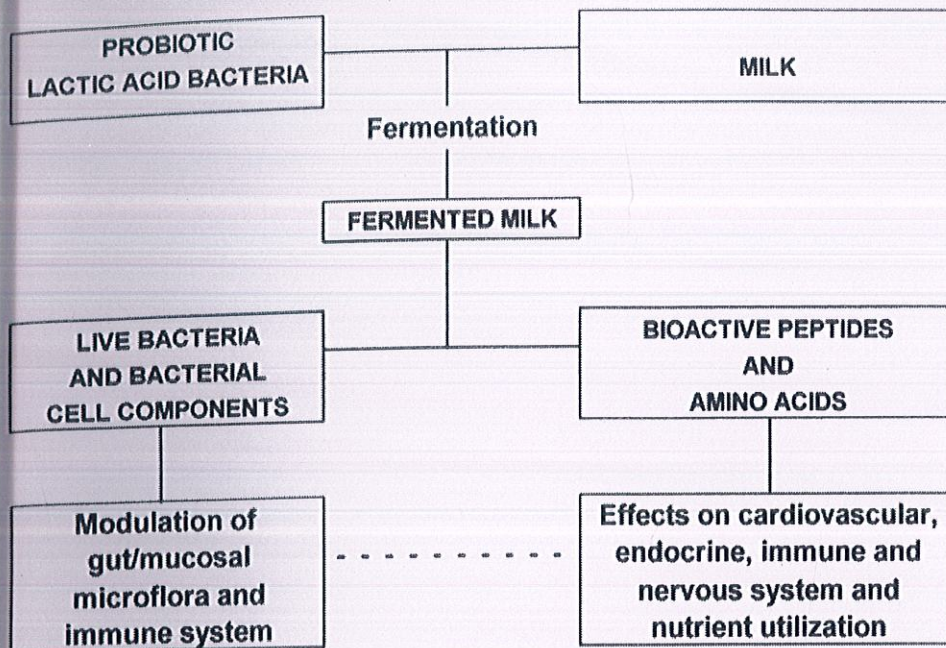 PROBIOTIC
LACTIC ACID BACTERIA
MILK
Fermentation
FERMENTED MILK
LIVE BACTERIA
AND BACTERIAL
CELL COMPONENTS
BIOACTIVE PEPTIDES
AND
AMINO ACIDS
Modulation of
gut/mucosal
microflora and
immune system
Effects on cardiovascular,
endocrine, immune and
nervous system and
nutrient utilization